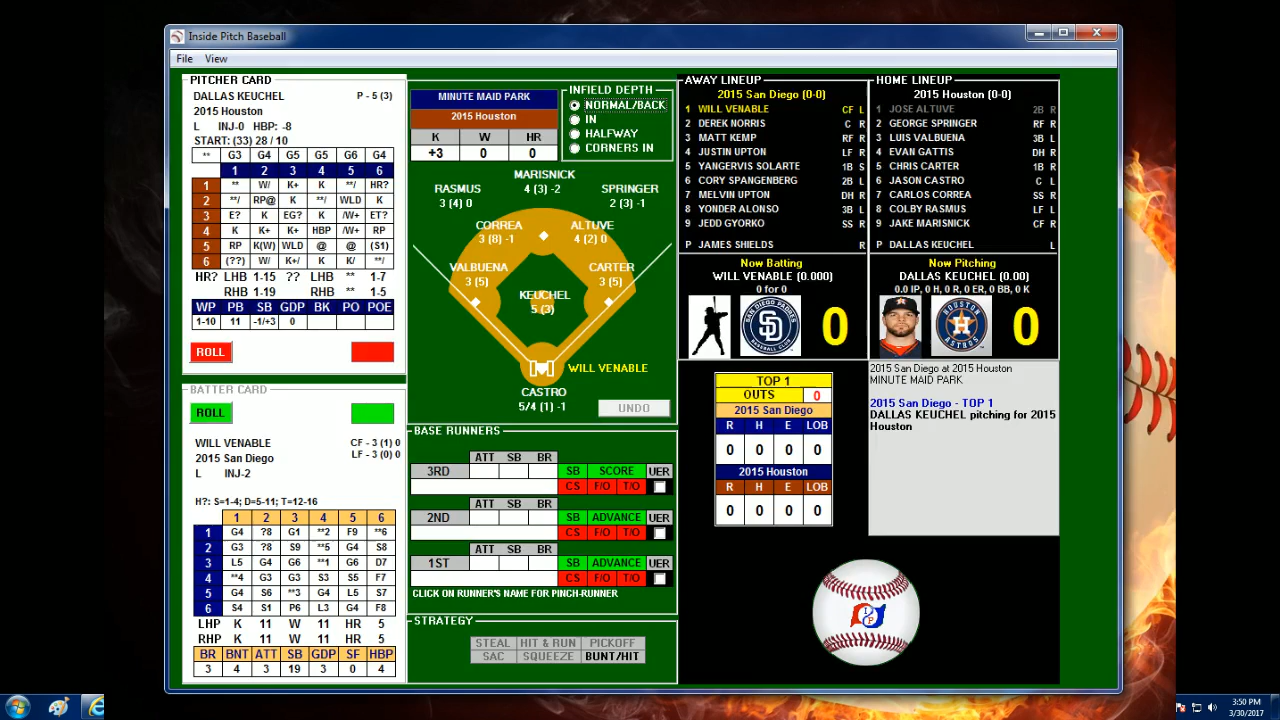 Inside Pitch Baseball
File View
PITCHER CARD
DALLAS KEUCHEL P - 5 (3)
2015 Houston
L INJ-0 HBP: -8
START: (33) 28 / 10
** G3 G4 G5 G5 G6 G4
1 2 3 4 5 6
1 ** W/ K+ K **/ HR?
2 **/ RP@ K **/ WLD K
3 E? K EG? K /W+ ET?
4 K K+ K+ HBP /W+ RP
5 RP K(W) WLD @ @ (S1)
6 (??) W/ K+/ K K/ **/
HR? LHB 1-15 ?? LHB ** 1-7
RHB 1-19 RHB ** 1-5
WP PB SB GDP BK PO POE
1-10 11 -1/+3 0
ROLL
BATTER CARD
ROLL
WILL VENABLE CF - 3 (1) 0
2015 San Diego LF - 3 (0) 0
L INJ-2
H?: S=1-4; D=5-11; T=12-16
1 2 3 4 5 6
1 G4 ?8 G1 **2 F9 **6
2 G3 ?8 S9 **5 G4 S8
3 L5 G4 G6 **1 G6 D7
4 **4 G3 G3 S3 S5 F7
5 G4 S6 **3 G4 L5 S7
6 S4 S1 P6 L3 G4 F8
LHP K 11 W 11 HR 5
RHP K 11 W 11 HR 5
BR BNT ATT SB GDP SF HBP
3 4 3 19 3 0 4
MINUTE MAID PARK
2015 Houston
K W HR
+3 0 0
INFIELD DEPTH
NORMAL/BACK
IN
HALFWAY
CORNERS IN
MARISNICK
4 (3) -2
RASMUS
3 (4) 0
SPRINGER
2 (3) -1
CORREA
3 (8) -1
ALTUVE
4 (2) 0
VALBUENA
3 (5)
CARTER
3 (5)
KEUCHEL
5 (3)
WILL VENABLE
CASTRO
5/4 (1) -1
UNDO
BASE RUNNERS
ATT SB BR
3RD SB SCORE UER
CS F/O T/O
ATT SB BR
2ND SB ADVANCE UER
CS F/O T/O
ATT SB BR
1ST SB ADVANCE UER
CS F/O T/O
CLICK ON RUNNER'S NAME FOR PINCH-RUNNER
STRATEGY
STEAL HIT & RUN PICKOFF
SAC SQUEEZE BUNT/HIT
AWAY LINEUP
2015 San Diego (0-0)
1 WILL VENABLE CF L
2 DEREK NORRIS C R
3 MATT KEMP RF R
4 JUSTIN UPTON LF R
5 YANGERVIS SOLARTE 1B S
6 CORY SPANGENBERG 2B L
7 MELVIN UPTON DH R
8 YONDER ALONSO 3B L
9 JEDD GYORKO SS R
P JAMES SHIELDS R
HOME LINEUP
2015 Houston (0-0)
1 JOSE ALTUVE 2B R
2 GEORGE SPRINGER RF R
3 LUIS VALBUENA 3B L
4 EVAN GATTIS DH R
5 CHRIS CARTER 1B R
6 JASON CASTRO C L
7 CARLOS CORREA SS R
8 COLBY RASMUS LF L
9 JAKE MARISNICK CF R
P DALLAS KEUCHEL L
Now Batting
WILL VENABLE (0.000)
0 for 0
SD
SAN DIEGO PADRES
BASEBALL CLUB
0
Now Pitching
DALLAS KEUCHEL (0.00)
0.0 IP, 0 H, 0 R, 0 ER, 0 BB, 0 K
HOUSTON
H
ASTROS
0
TOP 1
OUTS 0
2015 San Diego
R H E LOB
0 0 0 0
2015 Houston
R H E LOB
0 0 0 0
2015 San Diego at 2015 Houston
MINUTE MAID PARK
2015 San Diego - TOP 1
DALLAS KEUCHEL pitching for 2015
Houston
3:50 PM
3/30/2017